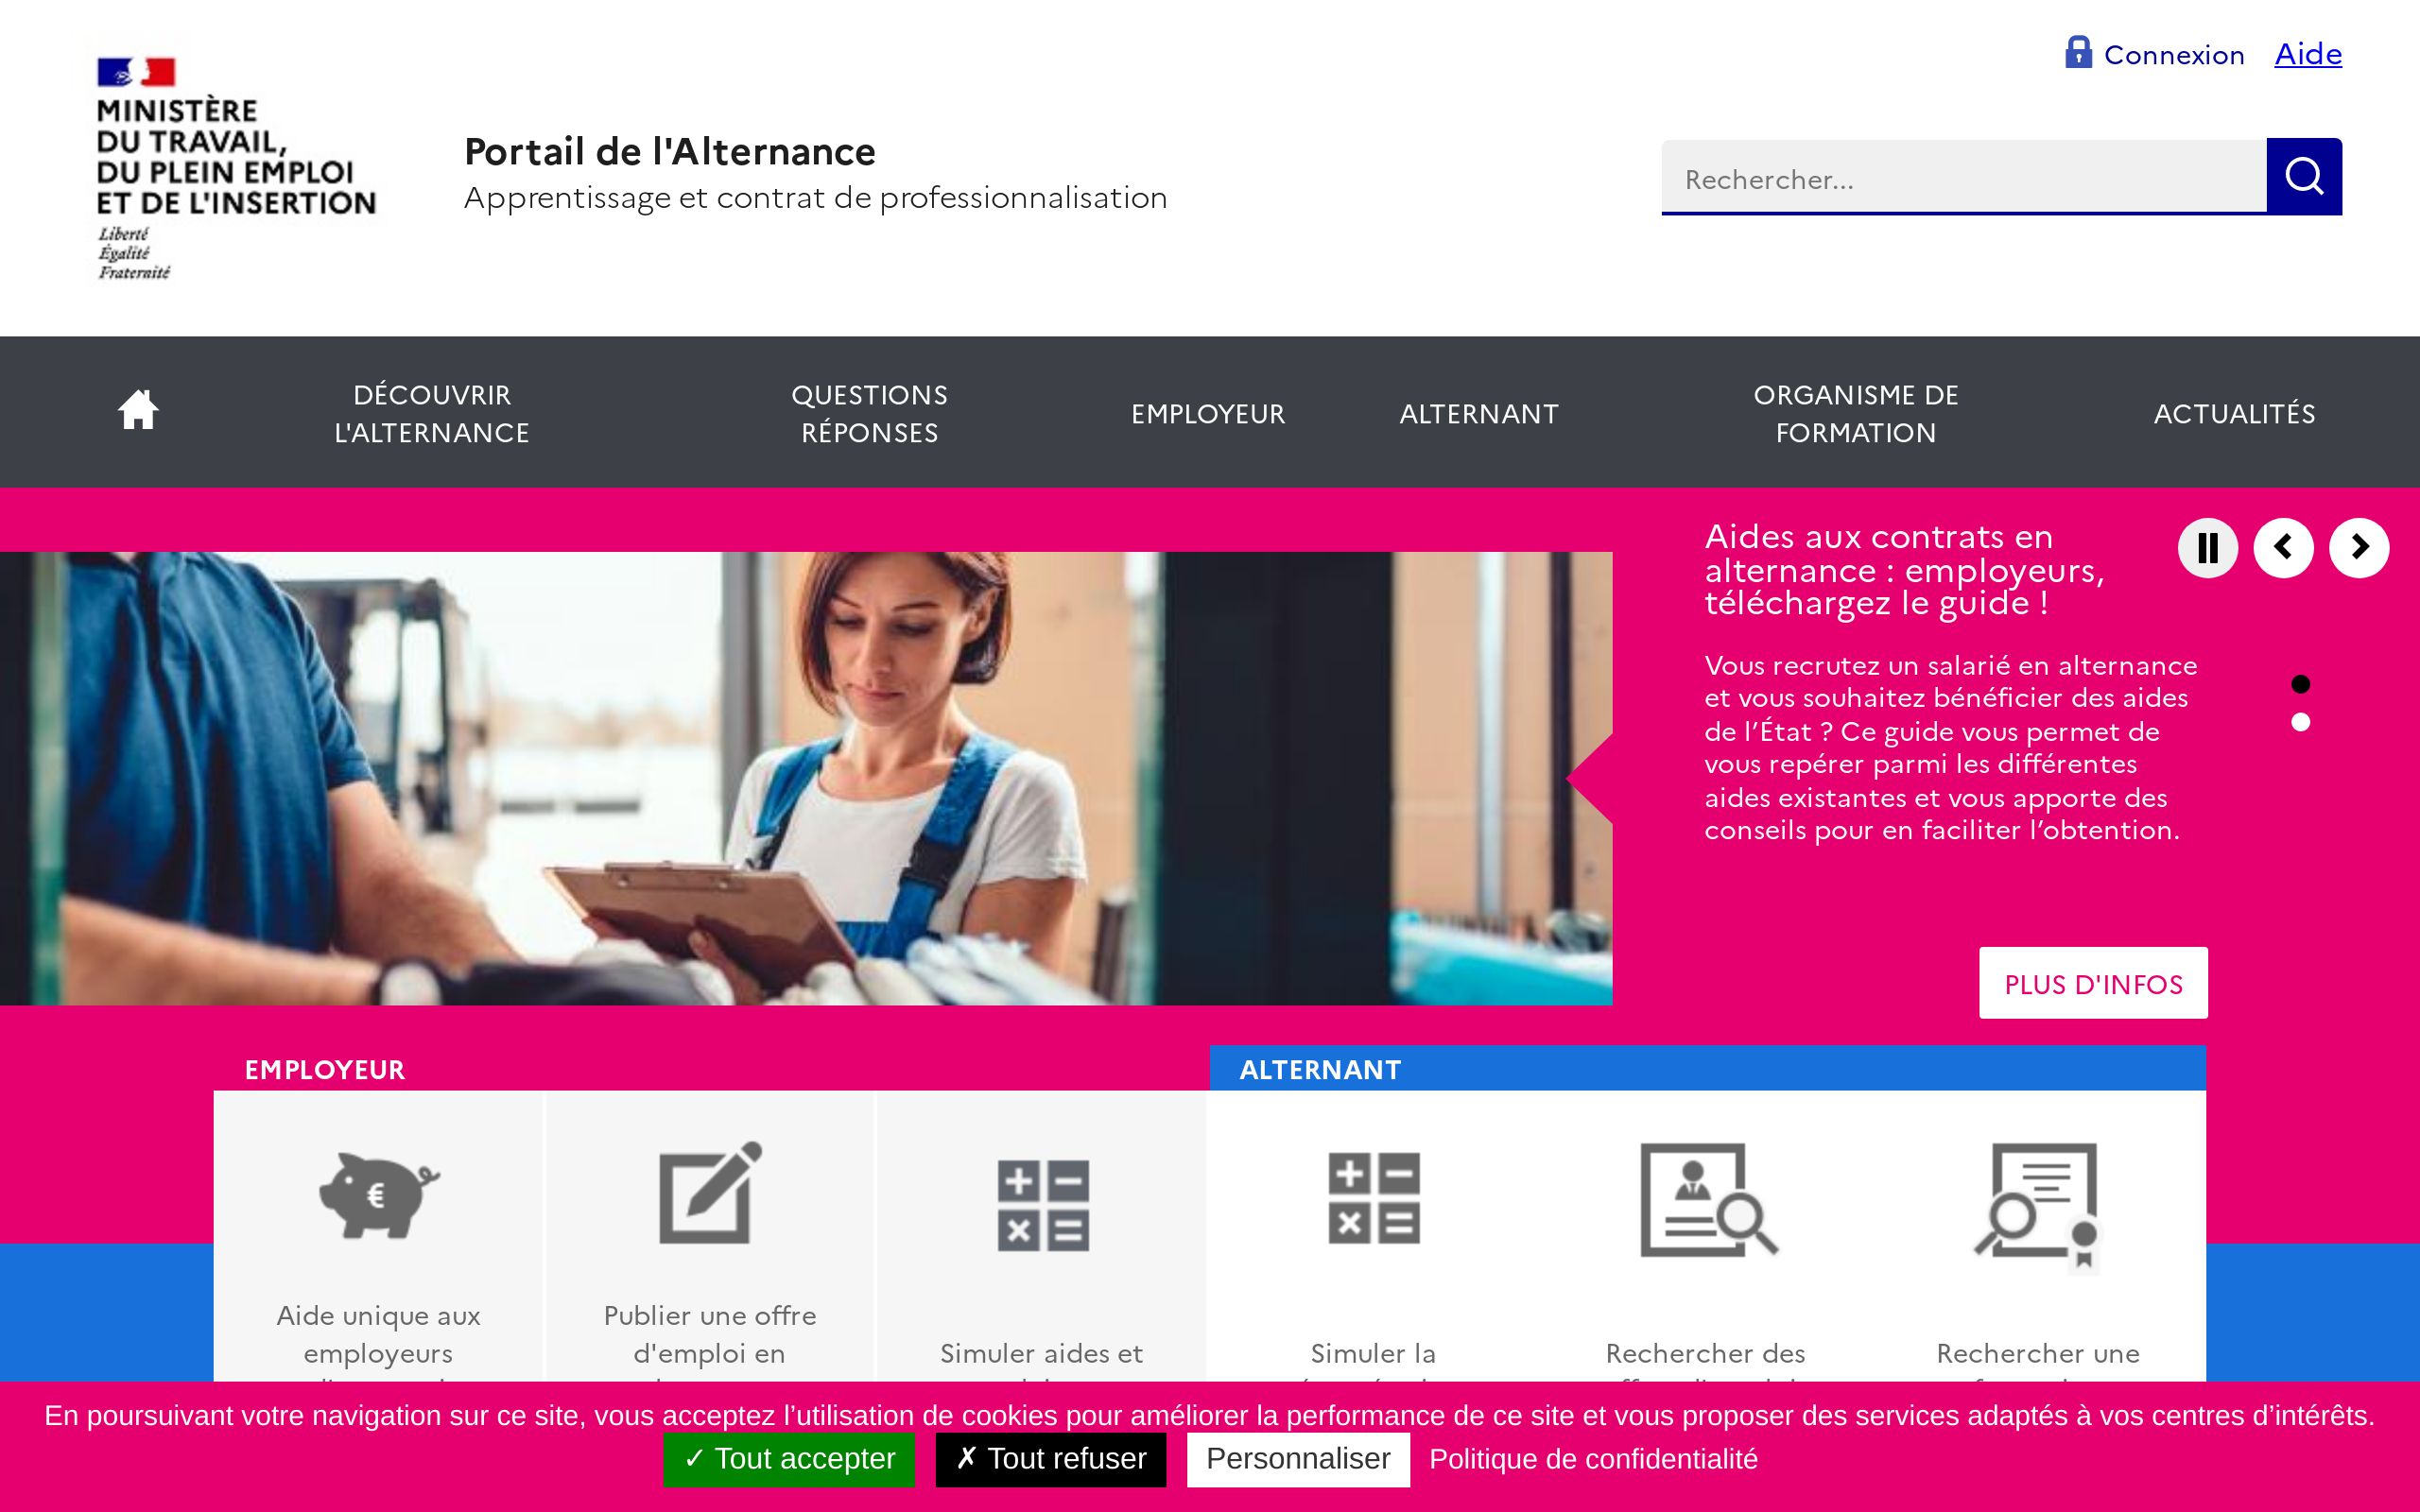 Connexion
Aide
MINISTÈRE
DU TRAVAIL,
DU PLEIN EMPLOI
ET DE L'INSERTION
Liberté
Égalité
Fraternité
Portail de l'Alternance
Apprentissage et contrat de professionnalisation
Rechercher...
DÉCOUVRIR
L'ALTERNANCE
QUESTIONS
RÉPONSES
EMPLOYEUR
ALTERNANT
ORGANISME DE
FORMATION
ACTUALITÉS
Aides aux contrats en
alternance : employeurs,
téléchargez le guide !
Vous recrutez un salarié en alternance
et vous souhaitez bénéficier des aides
de l’État ? Ce guide vous permet de
vous repérer parmi les différentes
aides existantes et vous apporte des
conseils pour en faciliter l’obtention.
PLUS D'INFOS
EMPLOYEUR
ALTERNANT
€
Aide unique aux
employeurs
Publier une offre
d'emploi en
Simuler aides et
Simuler la
Rechercher des
Rechercher une
En poursuivant votre navigation sur ce site, vous acceptez l’utilisation de cookies pour améliorer la performance de ce site et vous proposer des services adaptés à vos centres d’intérêts.
✓ Tout accepter
✗ Tout refuser
Personnaliser
Politique de confidentialité